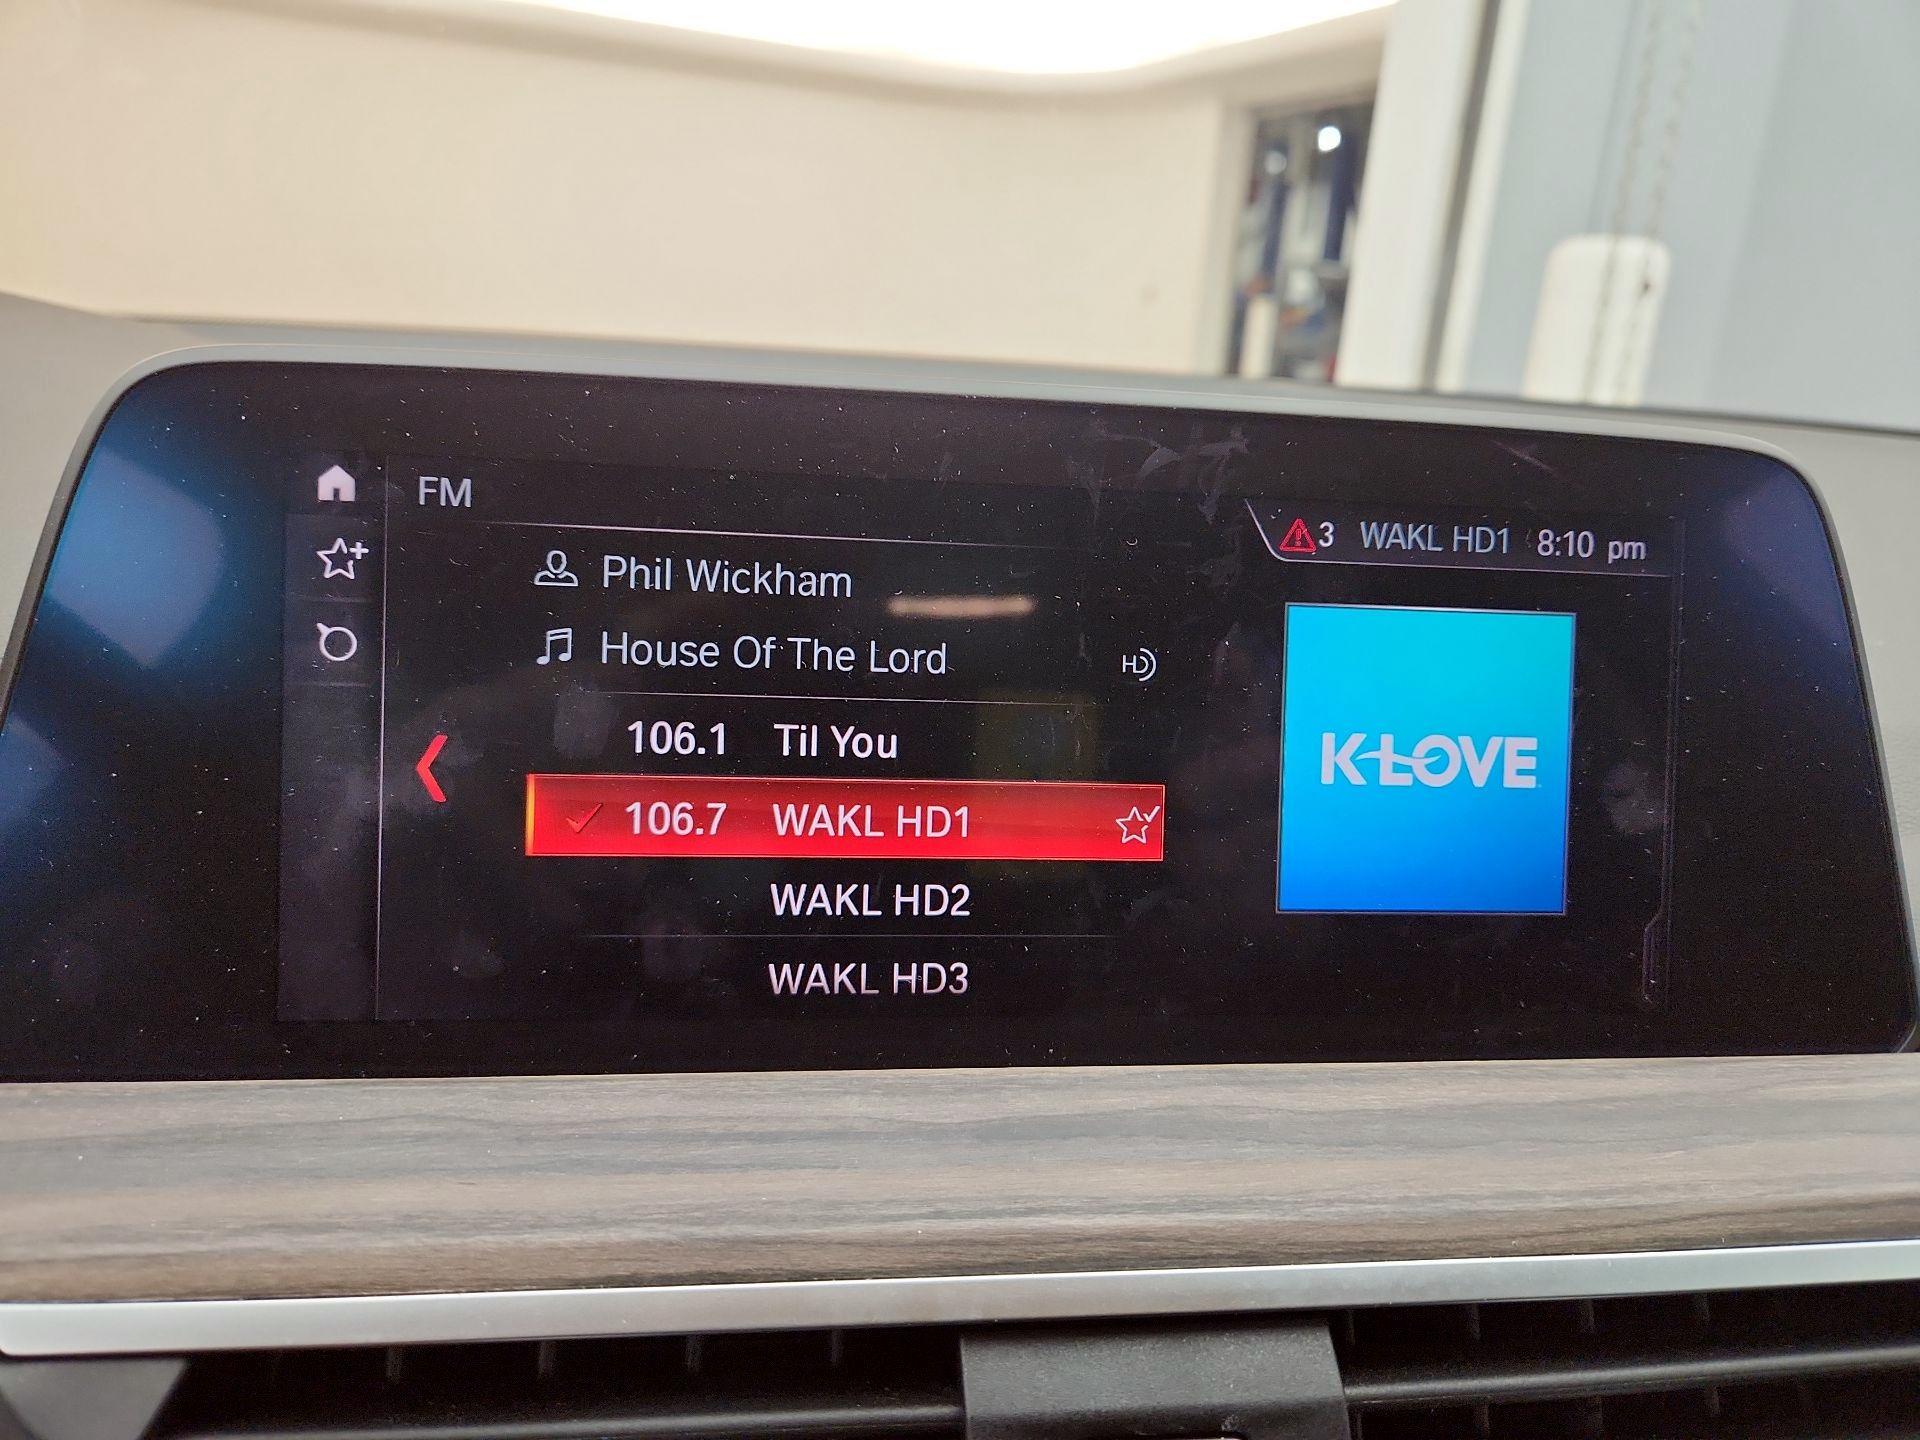 FM
3 WAKL HD1 8:10 pm
Phil Wickham
House Of The Lord
HD
106.1 Til You
106.7 WAKL HD1
WAKL HD2
WAKL HD3
K-LOVE